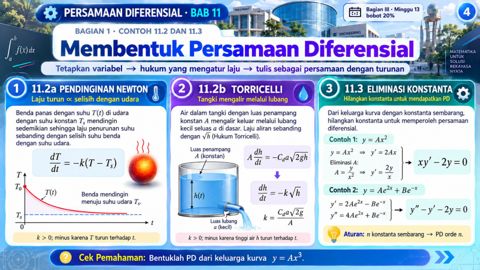 PERSAMAAN DIFERENSIAL • BAB 11
Bagian III • Minggu 13
bobot 20%
4
BAGIAN 1 • CONTOH 11.2 DAN 11.3
Membentuk Persamaan Diferensial
∫ f(x) dx
MATEMATIKA
UNTUK
SOLUSI
REKAYASA
NYATA
Tetapkan variabel → hukum yang mengatur laju → tulis sebagai persamaan dengan turunan
1
11.2a PENDINGINAN NEWTON
Laju turun ∝ selisih dengan udara
Benda panas dengan suhu T(t) di udara
dengan suhu konstan Tₛ mendingin
sedemikian sehingga laju penurunan suhu
sebanding dengan selisih suhu benda
dengan suhu udara.
dT/dt = −k(T − Tₛ)
T
T₀
T(t)
Tₛ
t
Benda mendingin
menuju suhu udara Tₛ.
k > 0; minus karena T turun terhadap t.
2
11.2b TORRICELLI
Tangki mengalir melalui lubang
Air dalam tangki dengan luas penampang
konstan A mengalir keluar melalui lubang
kecil seluas a di dasar. Laju aliran sebanding
dengan √h (Hukum Torricelli).
Luas penampang
A (konstan)
h(t)
Luas lubang
a (kecil)
A dh/dt = −C_d a√2gh
dh/dt = −k√h
k = C_d a√2g / A
k > 0; minus karena tinggi air h turun terhadap t.
3
11.3 ELIMINASI KONSTANTA
Hilangkan konstanta untuk mendapatkan PD
Dari keluarga kurva dengan konstanta sembarang,
hilangkan konstanta untuk memperoleh persamaan
diferensial.
Contoh 1: y = Ax²
y = Ax² ⇒ y′ = 2Ax
Eliminasi A:
A = y/x² ⇒ y′ = 2y/x
xy′ − 2y = 0
Contoh 2: y = Ae²ˣ + Be⁻ˣ
y′ = 2Ae²ˣ − Be⁻ˣ
y″ = 4Ae²ˣ + Be⁻ˣ
y″ − y′ − 2y = 0
Aturan: n konstanta sembarang → PD orde n.
?
Cek Pemahaman: Bentuklah PD dari keluarga kurva y = Ax³.